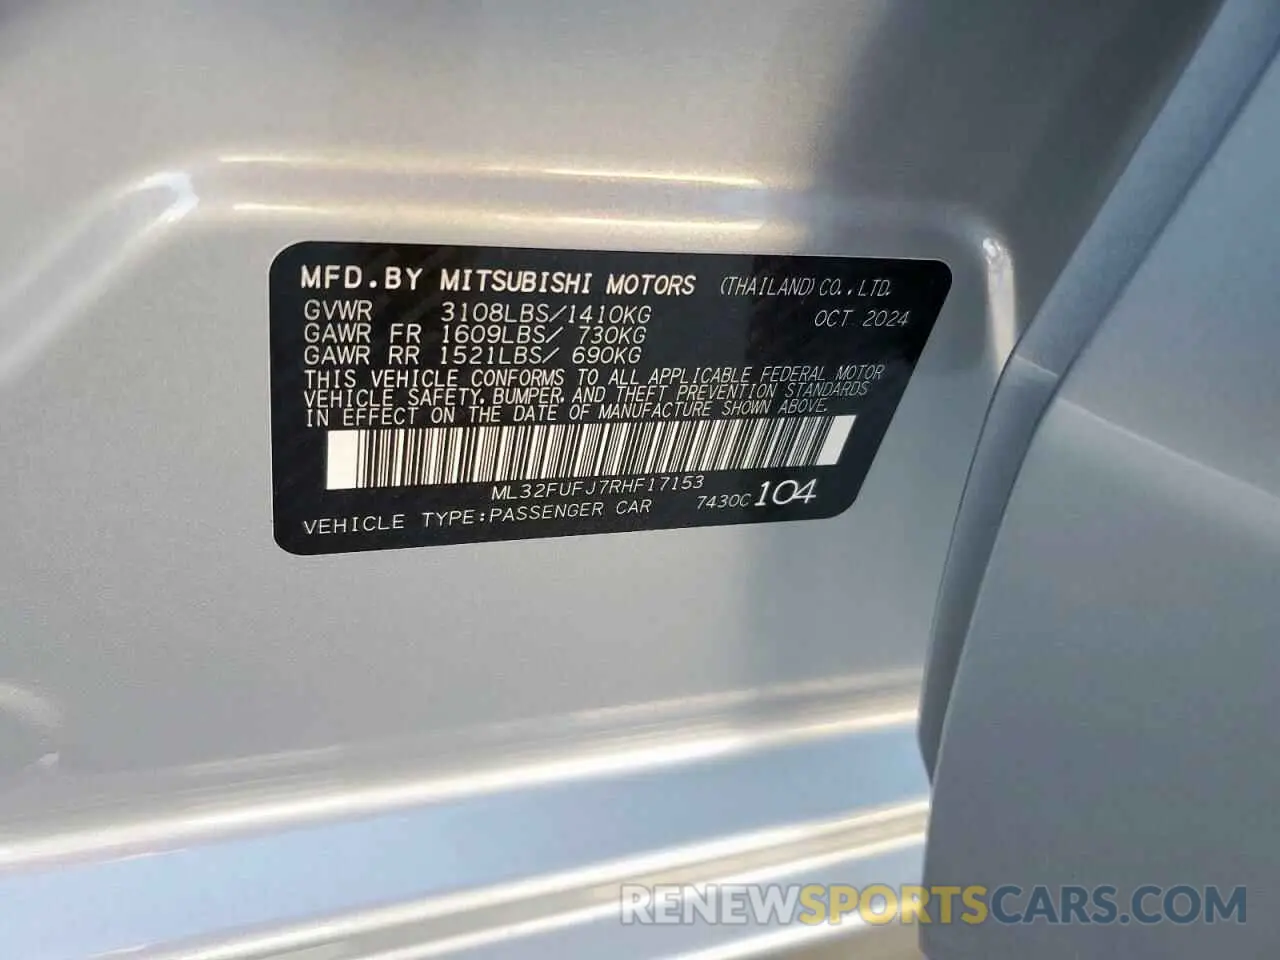 MFD.BY MITSUBISHI MOTORS (THAILAND) CO., LTD.
GVWR 3108LBS/1410KG OCT 2024
GAWR FR 1609LBS/ 730KG
GAWR RR 1521LBS/ 690KG
THIS VEHICLE CONFORMS TO ALL APPLICABLE FEDERAL MOTOR
VEHICLE SAFETY, BUMPER, AND THEFT PREVENTION STANDARDS
IN EFFECT ON THE DATE OF MANUFACTURE SHOWN ABOVE.
ML32FUFJ7RHF17153
VEHICLE TYPE:PASSENGER CAR 7430C 104
RENEWSPORTSCARS.COM